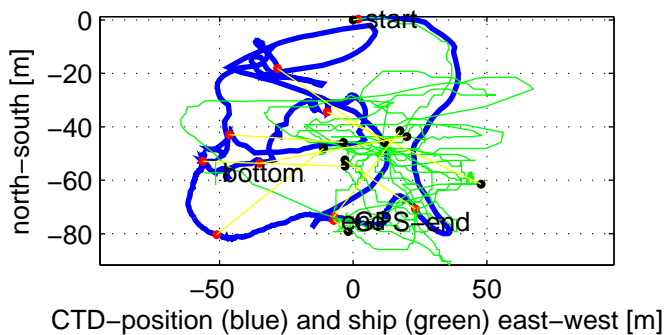 start
0
−20
−40
−60
−80
north−south [m]
bottom
end
GPS−end
−50
0
50
CTD−position (blue) and ship (green) east−west [m]